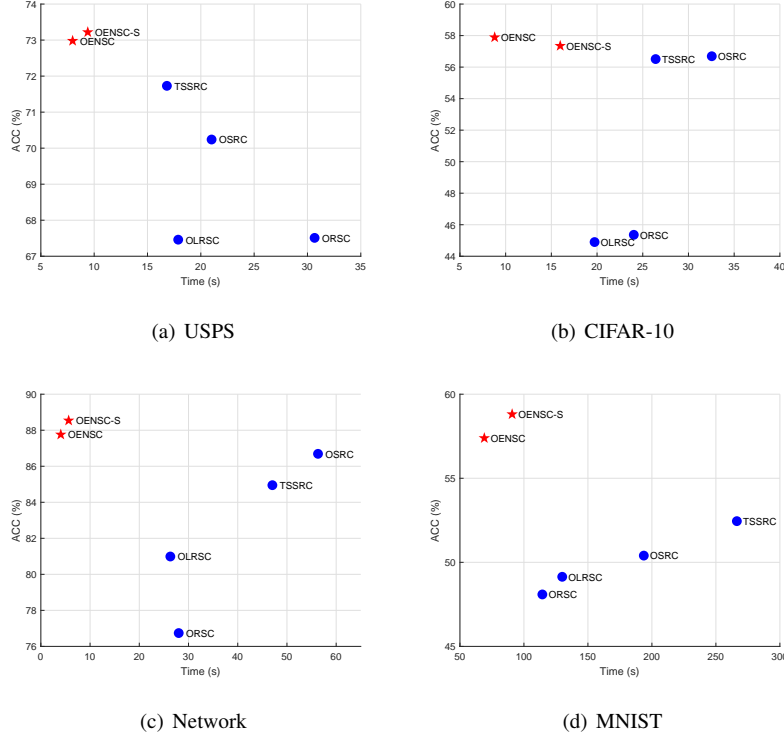 74
73
72
71
70
69
68
67
ACC (%)
OENSC-S
OENSC
TSSRC
OSRC
OLRSC
ORSC
5 10 15 20 25 30 35
Time (s)
(a) USPS
60
58
56
54
52
50
48
46
44
ACC (%)
OENSC
OENSC-S
TSSRC
OSRC
OLRSC
ORSC
5 10 15 20 25 30 35 40
Time (s)
(b) CIFAR-10
90
88
86
84
82
80
78
76
ACC (%)
OENSC-S
OENSC
OSRC
TSSRC
OLRSC
ORSC
0 10 20 30 40 50 60
Time (s)
(c) Network
60
55
50
45
ACC (%)
OENSC-S
OENSC
TSSRC
OSRC
OLRSC
ORSC
50 100 150 200 250 300
Time (s)
(d) MNIST